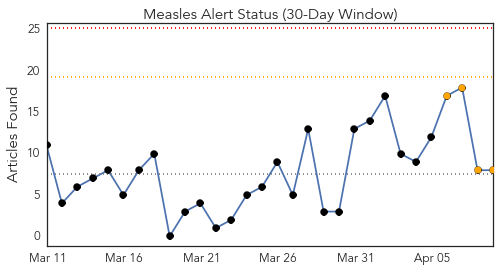 Measles Alert Status (30-Day Window)
25
20
15
10
5
0
Articles Found
Mar 11
Mar 16
Mar 21
Mar 26
Mar 31
Apr 05